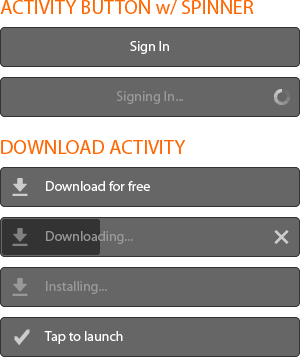 ACTIVITY BUTTON w/ SPINNER
Sign In
Signing In...
DOWNLOAD ACTIVITY
Download for free
Downloading...
Installing...
Tap to launch